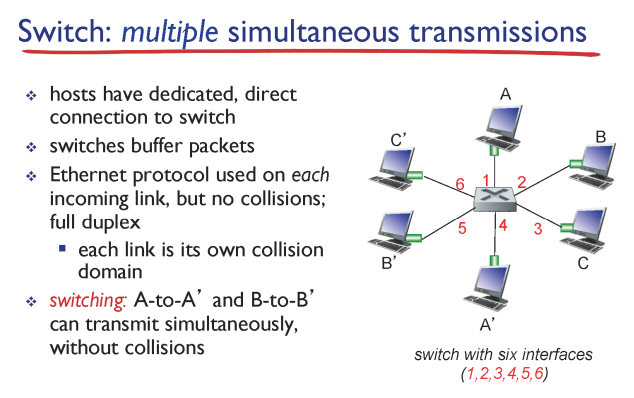 Switch: multiple simultaneous transmissions
❖ hosts have dedicated, direct
connection to switch
❖ switches buffer packets
❖ Ethernet protocol used on each
incoming link, but no collisions;
full duplex
▪ each link is its own collision
domain
❖ switching: A-to-A’ and B-to-B’
can transmit simultaneously,
without collisions
A
B
C’
6
1
2
5
4
3
B’
C
A’
switch with six interfaces
(1,2,3,4,5,6)